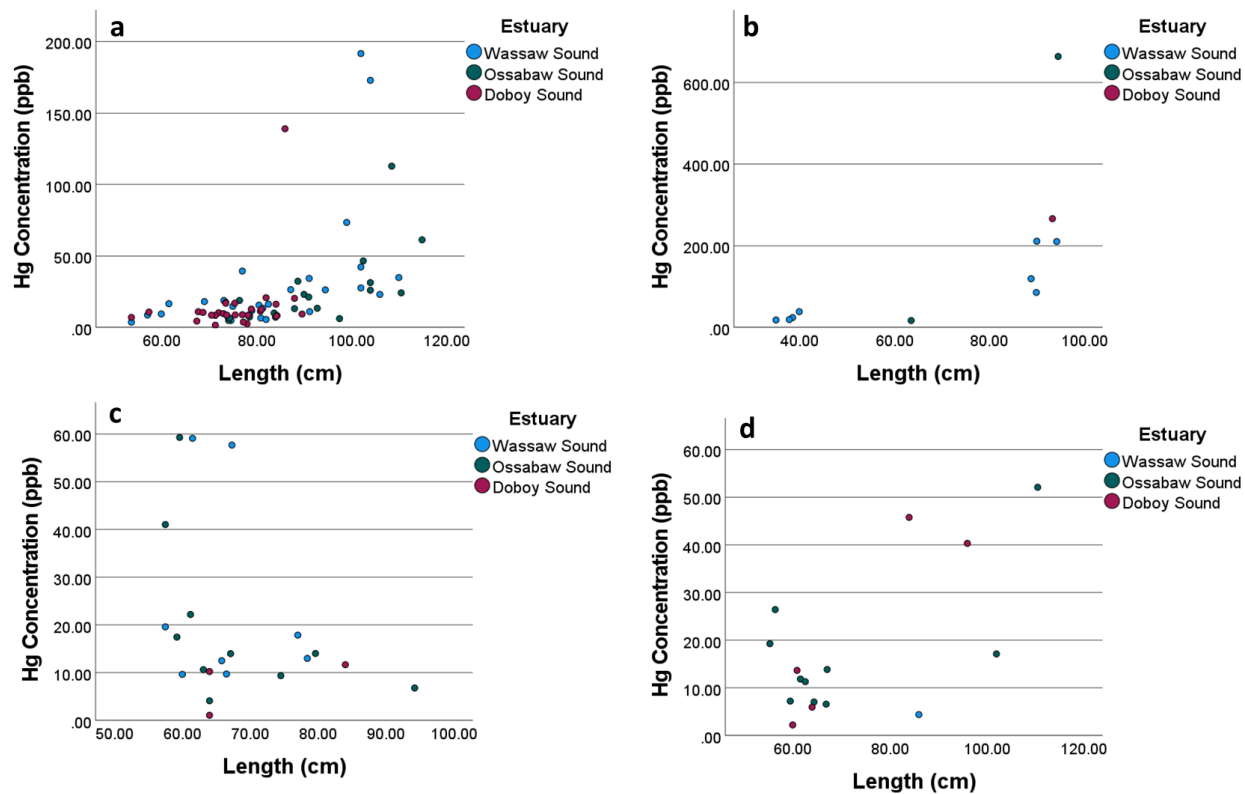 a
Estuary
Wassaw Sound
Ossabaw Sound
Doboy Sound
Hg Concentration (ppb)
200.00
150.00
100.00
50.00
.00
60.00 80.00 100.00 120.00
Length (cm)
b
Estuary
Wassaw Sound
Ossabaw Sound
Doboy Sound
Hg Concentration (ppb)
600.00
400.00
200.00
.00
40.00 60.00 80.00 100.00
Length (cm)
c
Estuary
Wassaw Sound
Ossabaw Sound
Doboy Sound
Hg Concentration (ppb)
60.00
50.00
40.00
30.00
20.00
10.00
.00
50.00 60.00 70.00 80.00 90.00 100.00
Length (cm)
d
Estuary
Wassaw Sound
Ossabaw Sound
Doboy Sound
Hg Concentration (ppb)
60.00
50.00
40.00
30.00
20.00
10.00
.00
60.00 80.00 100.00 120.00
Length (cm)